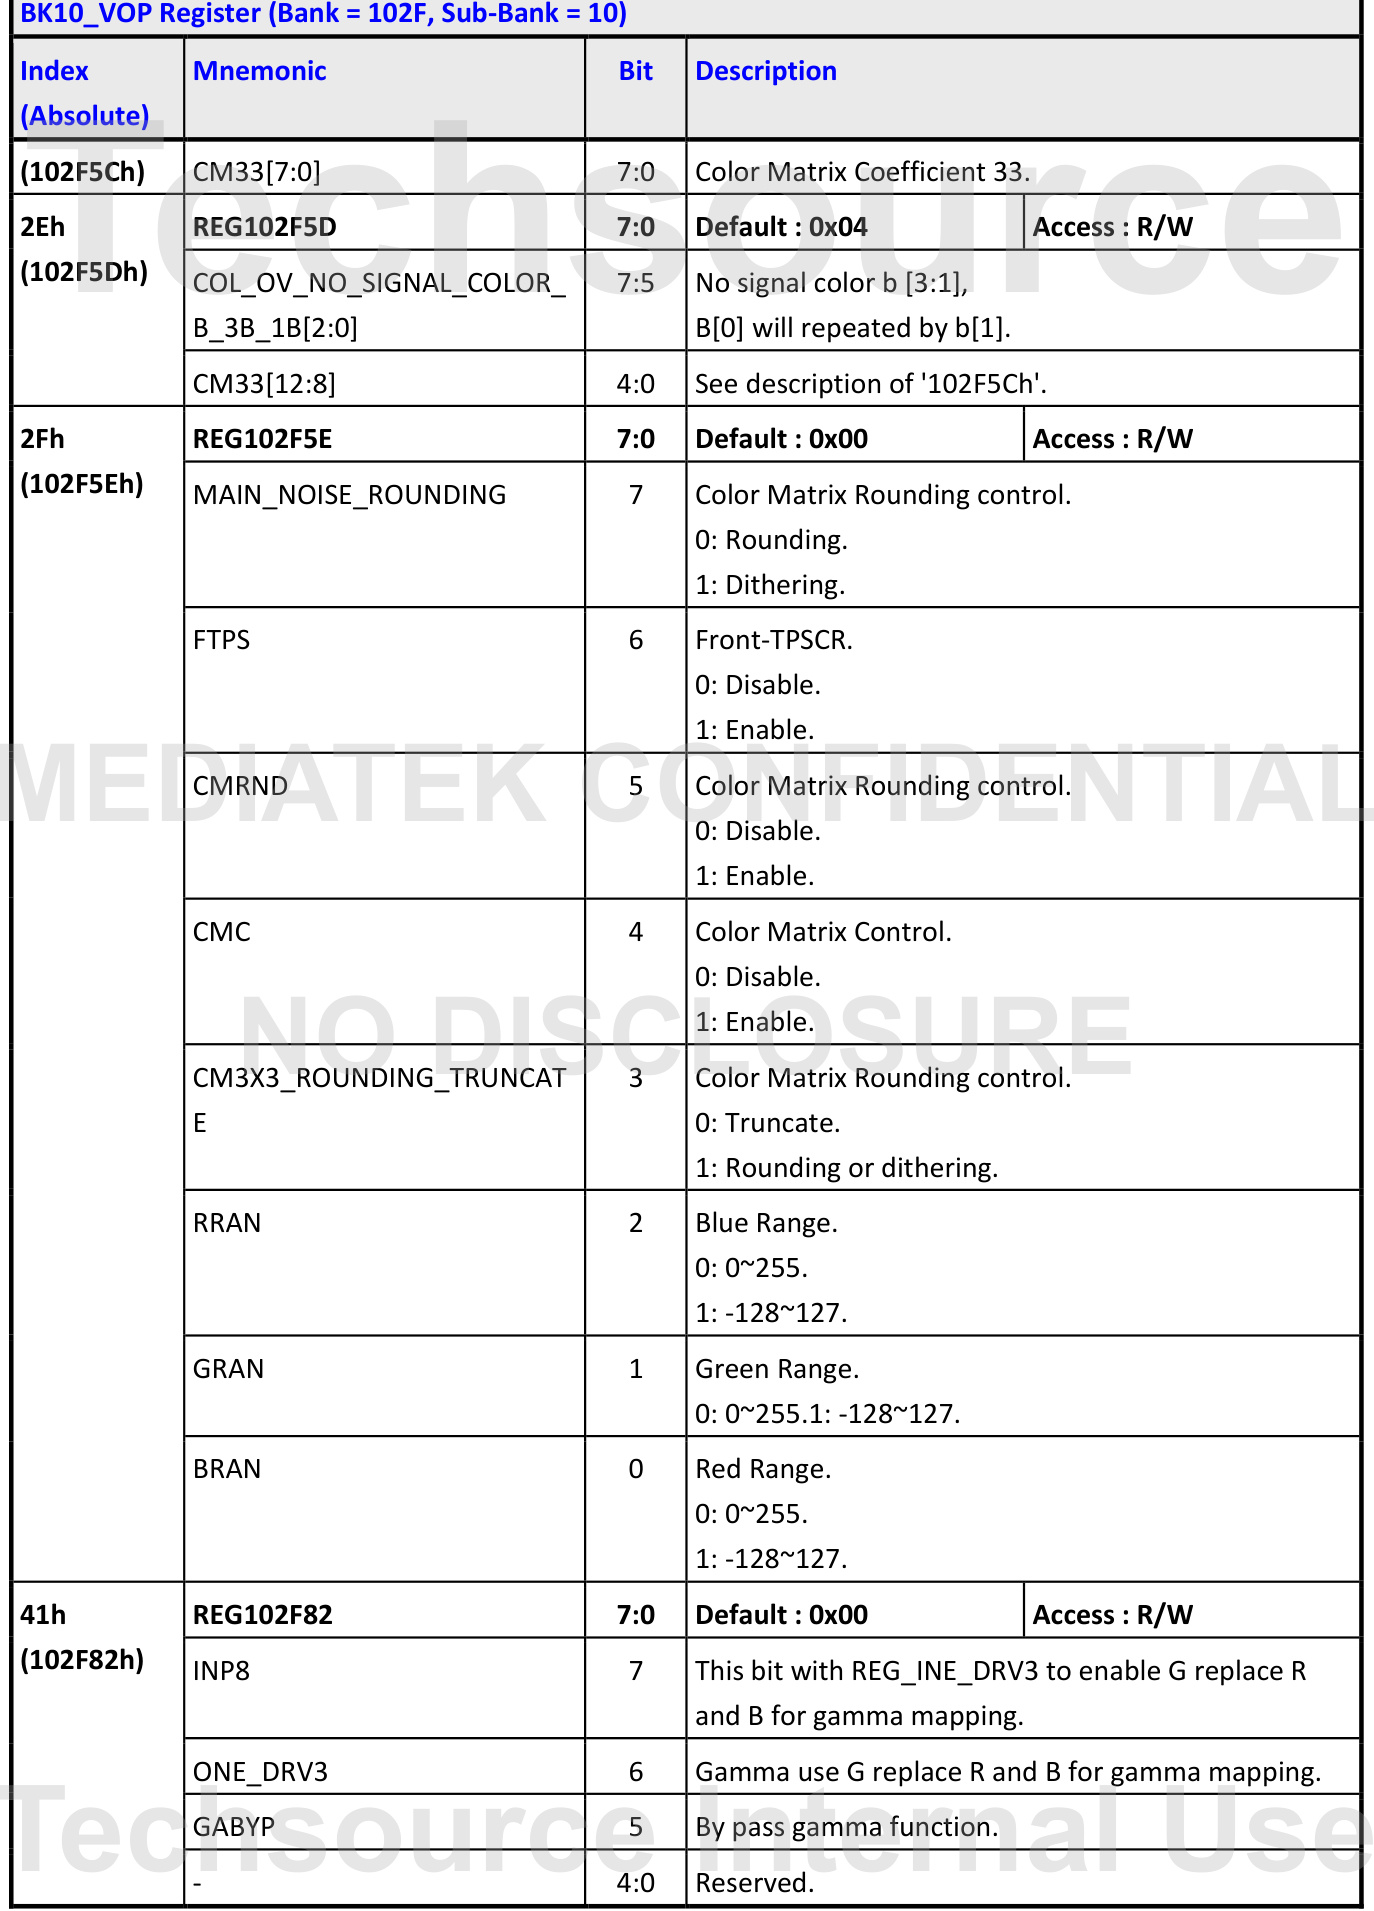 BK10_VOP Register (Bank = 102F, Sub-Bank = 10)
Index Mnemonic Bit Description
(Absolute)
Techsource
(102F5Ch) CM33[7:0] 7:0 Color Matrix Coefficient 33.
2Eh REG102F5D 7:0 Default : 0x04 Access : R/W
(102F5Dh) COL_OV_NO_SIGNAL_COLOR_ 7:5 No signal color b [3:1],
B_3B_1B[2:0] B[0] will repeated by b[1].
CM33[12:8] 4:0 See description of '102F5Ch'.
2Fh REG102F5E 7:0 Default : 0x00 Access : R/W
(102F5Eh) MAIN_NOISE_ROUNDING 7 Color Matrix Rounding control.
0: Rounding.
1: Dithering.
FTPS 6 Front-TPSCR.
0: Disable.
1: Enable.
MEDIATEK CONFIDENTIAL
CMRND 5 Color Matrix Rounding control.
0: Disable.
1: Enable.
CMC 4 Color Matrix Control.
0: Disable.
1: Enable.
NO DISCLOSURE
CM3X3_ROUNDING_TRUNCAT 3 Color Matrix Rounding control.
E 0: Truncate.
1: Rounding or dithering.
RRAN 2 Blue Range.
0: 0~255.
1: -128~127.
GRAN 1 Green Range.
0: 0~255.1: -128~127.
BRAN 0 Red Range.
0: 0~255.
1: -128~127.
41h REG102F82 7:0 Default : 0x00 Access : R/W
(102F82h) INP8 7 This bit with REG_INE_DRV3 to enable G replace R
and B for gamma mapping.
ONE_DRV3 6 Gamma use G replace R and B for gamma mapping.
GABYP 5 By pass gamma function.
Techsource Internal Use
- 4:0 Reserved.